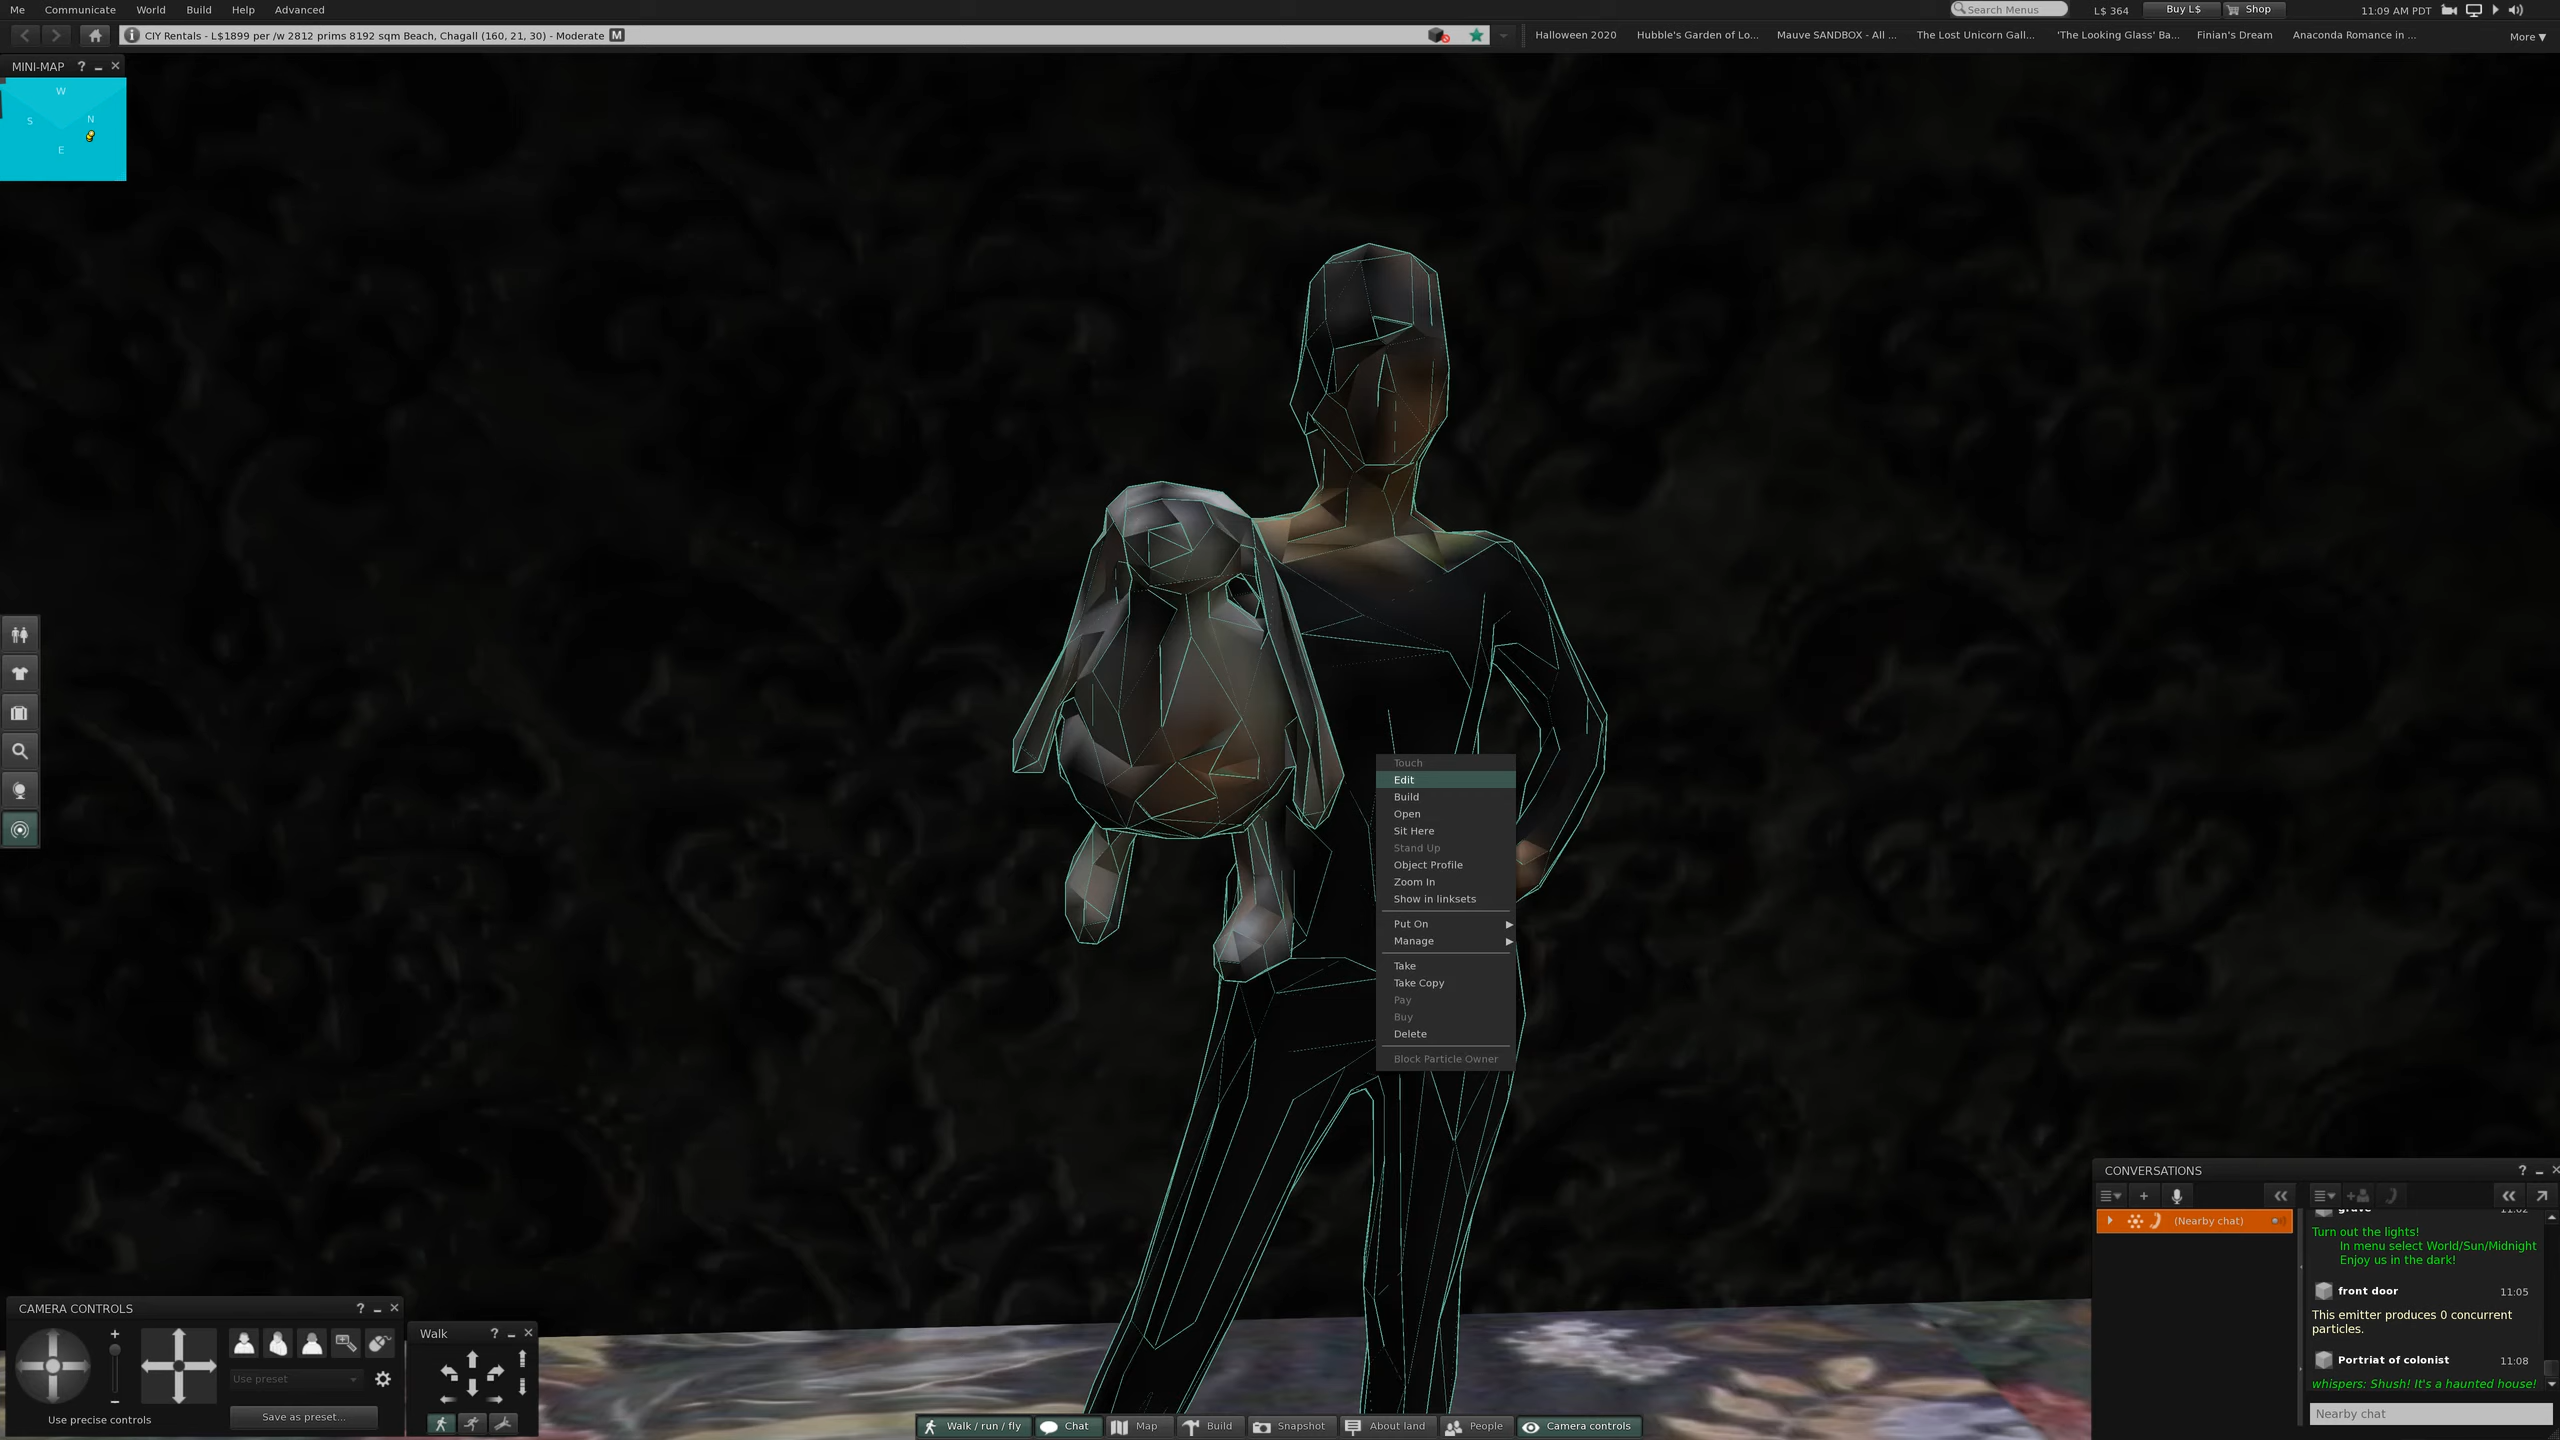 Me Communicate World Build Help Advanced
Search Menus L$ 364 Buy L$ Shop 11:09 AM PDT
CIY Rentals - L$1899 per /w 2812 prims 8192 sqm Beach, Chagall (160, 21, 30) - Moderate M
Halloween 2020 Hubble's Garden of Lo... Mauve SANDBOX - All ... The Lost Unicorn Gall... 'The Looking Glass' Ba... Finian's Dream Anaconda Romance in ... More
MINI-MAP ?
W
S N
E
Touch
Edit
Build
Open
Sit Here
Stand Up
Object Profile
Zoom In
Show in linksets
Put On
Manage
Take
Take Copy
Pay
Buy
Delete
Block Particle Owner
CONVERSATIONS ?
(Nearby chat)
grave 11:02
Turn out the lights!
In menu select World/Sun/Midnight
Enjoy us in the dark!
front door 11:05
This emitter produces 0 concurrent
particles.
Portriat of colonist 11:08
whispers: Shush! It's a haunted house!
Nearby chat
CAMERA CONTROLS ?
Use preset
Use precise controls
Save as preset...
Walk ?
Walk / run / fly Chat Map Build Snapshot About land People Camera controls